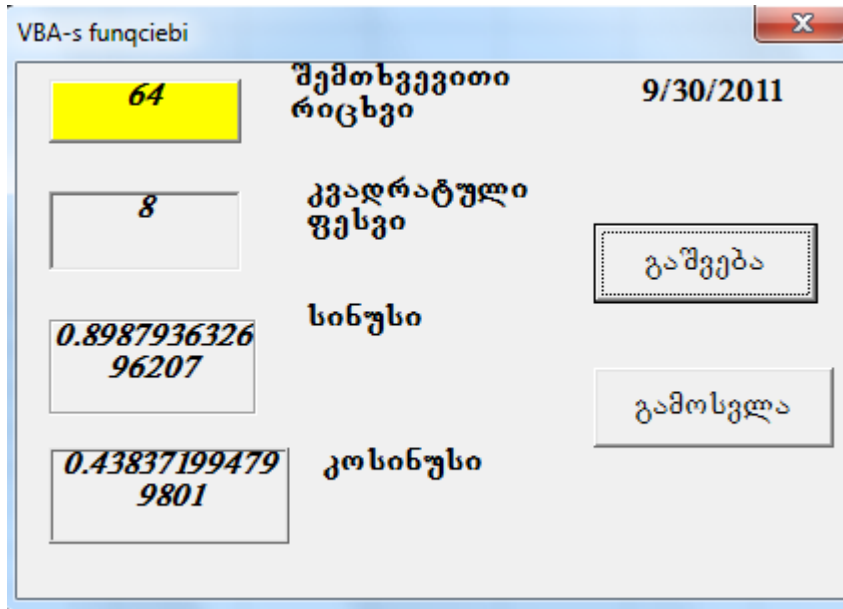 VBA-s funqciebi
64
შემთხვევითი
რიცხვი
9/30/2011
8
კვადრატული
ფესვი
გაშვება
0.8987936326
96207
სინუსი
გამოსვლა
0.43837199479
9801
კოსინუსი